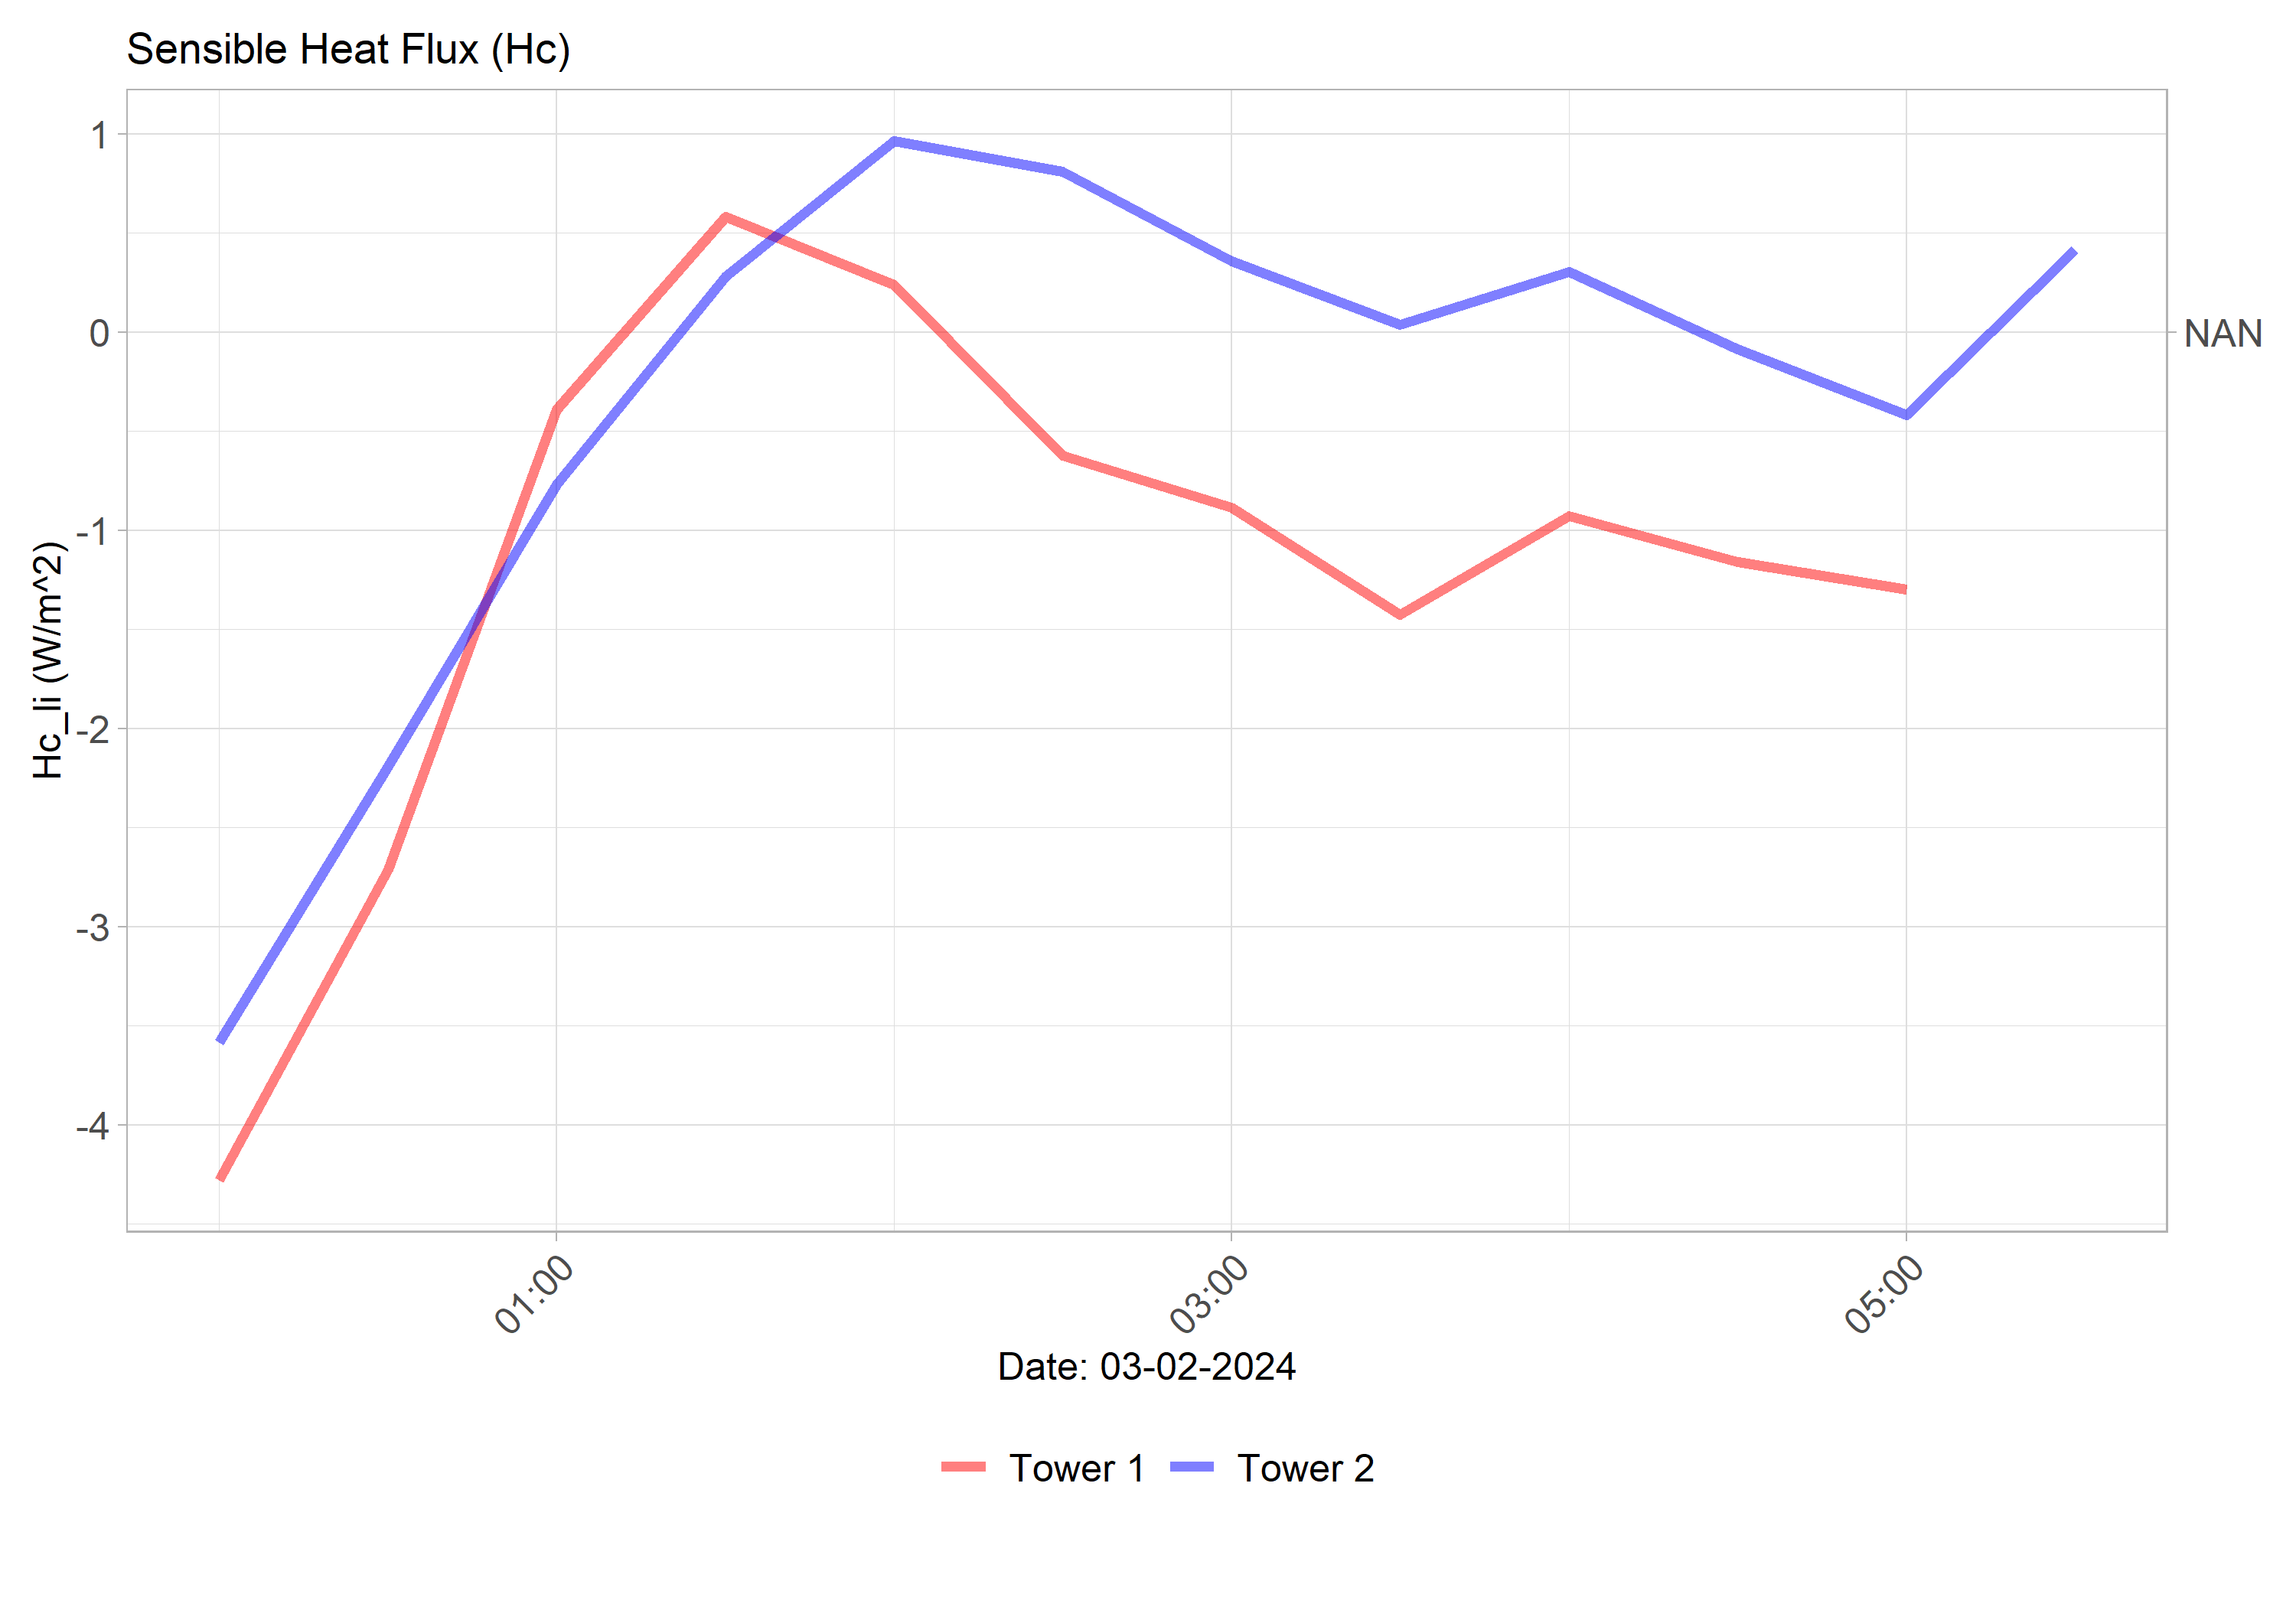 Sensible Heat Flux (Hc)
Hc_li (W/m^2)
1
0
-1
-2
-3
-4
NAN
01:00
03:00
05:00
Date: 03-02-2024
Tower 1
Tower 2